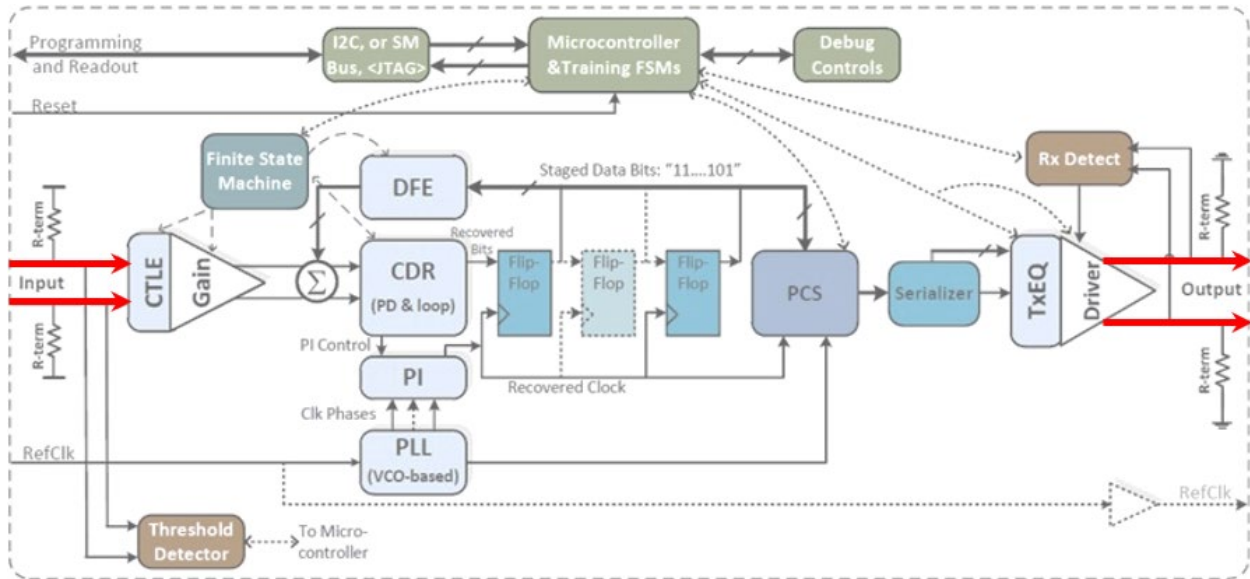 Programming
and Readout
I2C, or SM
Bus, <JTAG>
Microcontroller
&Training FSMs
Debug
Controls
Reset
Finite State
Machine
DFE
Staged Data Bits: "11....101"
Rx Detect
R-term
R-term
Input
CTLE
Gain
Σ
CDR
(PD & loop)
Recovered
Bits
Flip-
Flop
Flip-
Flop
Flip-
Flop
PCS
Serializer
TxEQ
Driver
R-term
R-term
Output
PI Control
PI
Recovered Clock
Clk Phases
RefClk
PLL
(VCO-based)
RefClk
Threshold
Detector
To Micro-
controller